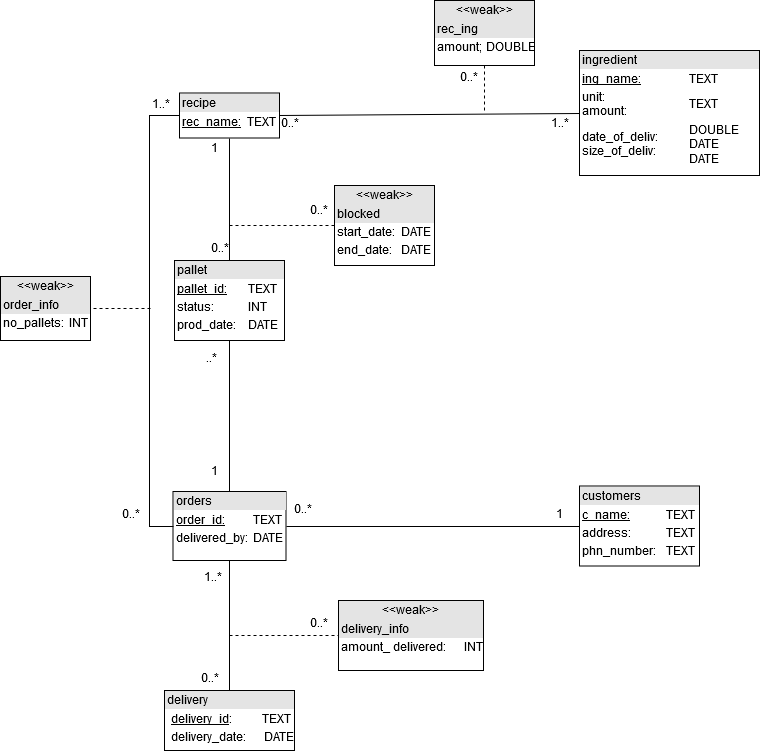 <<weak>>
rec_ing
amount; DOUBLE
0..*
ingredient
ing_name: TEXT
unit:
amount: TEXT
date_of_deliv: DOUBLE
size_of_deliv: DATE
DATE
1..*
recipe
rec_name: TEXT
0..*
1..*
1
<<weak>>
blocked
start_date: DATE
end_date: DATE
0..*
0..*
pallet
pallet_id: TEXT
status: INT
prod_date: DATE
<<weak>>
order_info
no_pallets: INT
..*
1
orders
order_id: TEXT
delivered_by: DATE
0..*
0..*
1
customers
c_name: TEXT
address: TEXT
phn_number: TEXT
1..*
<<weak>>
delivery_info
amount_ delivered: INT
0..*
0..*
delivery
delivery_id: TEXT
delivery_date: DATE